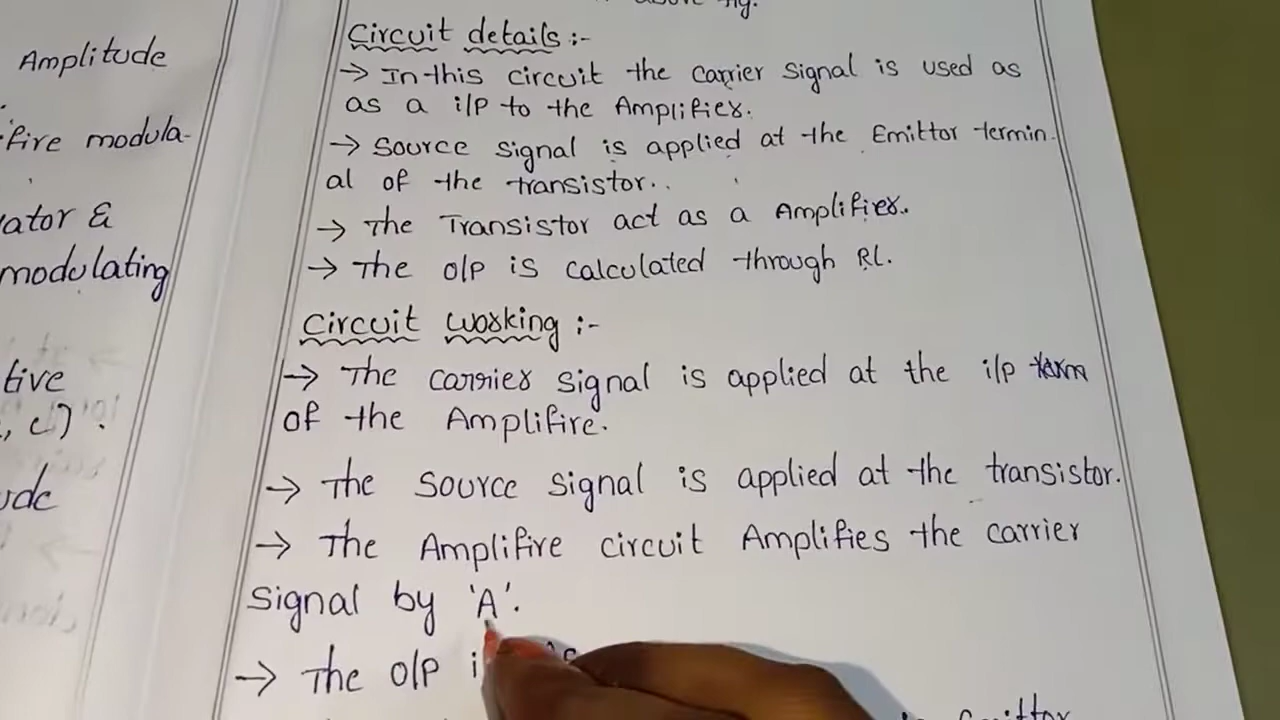 Amplitude
fire modula-
ator &
modulating
tive
, c)?
ude
Circuit details :-
→ In this circuit the carrier signal is used as
as a i/p to the Amplifier.
→ Source signal is applied at the Emittor termin-
al of the transistor..
→ The Transistor act as a Amplifier..
→ The o/p is calculated through RL.
Circuit working :-
→ The carrier signal is applied at the i/p term
of the Amplifire.
→ The Source signal is applied at the transistor.
→ The Amplifire circuit Amplifies the carrier
signal by 'A'.
→ The o/p
Emittor